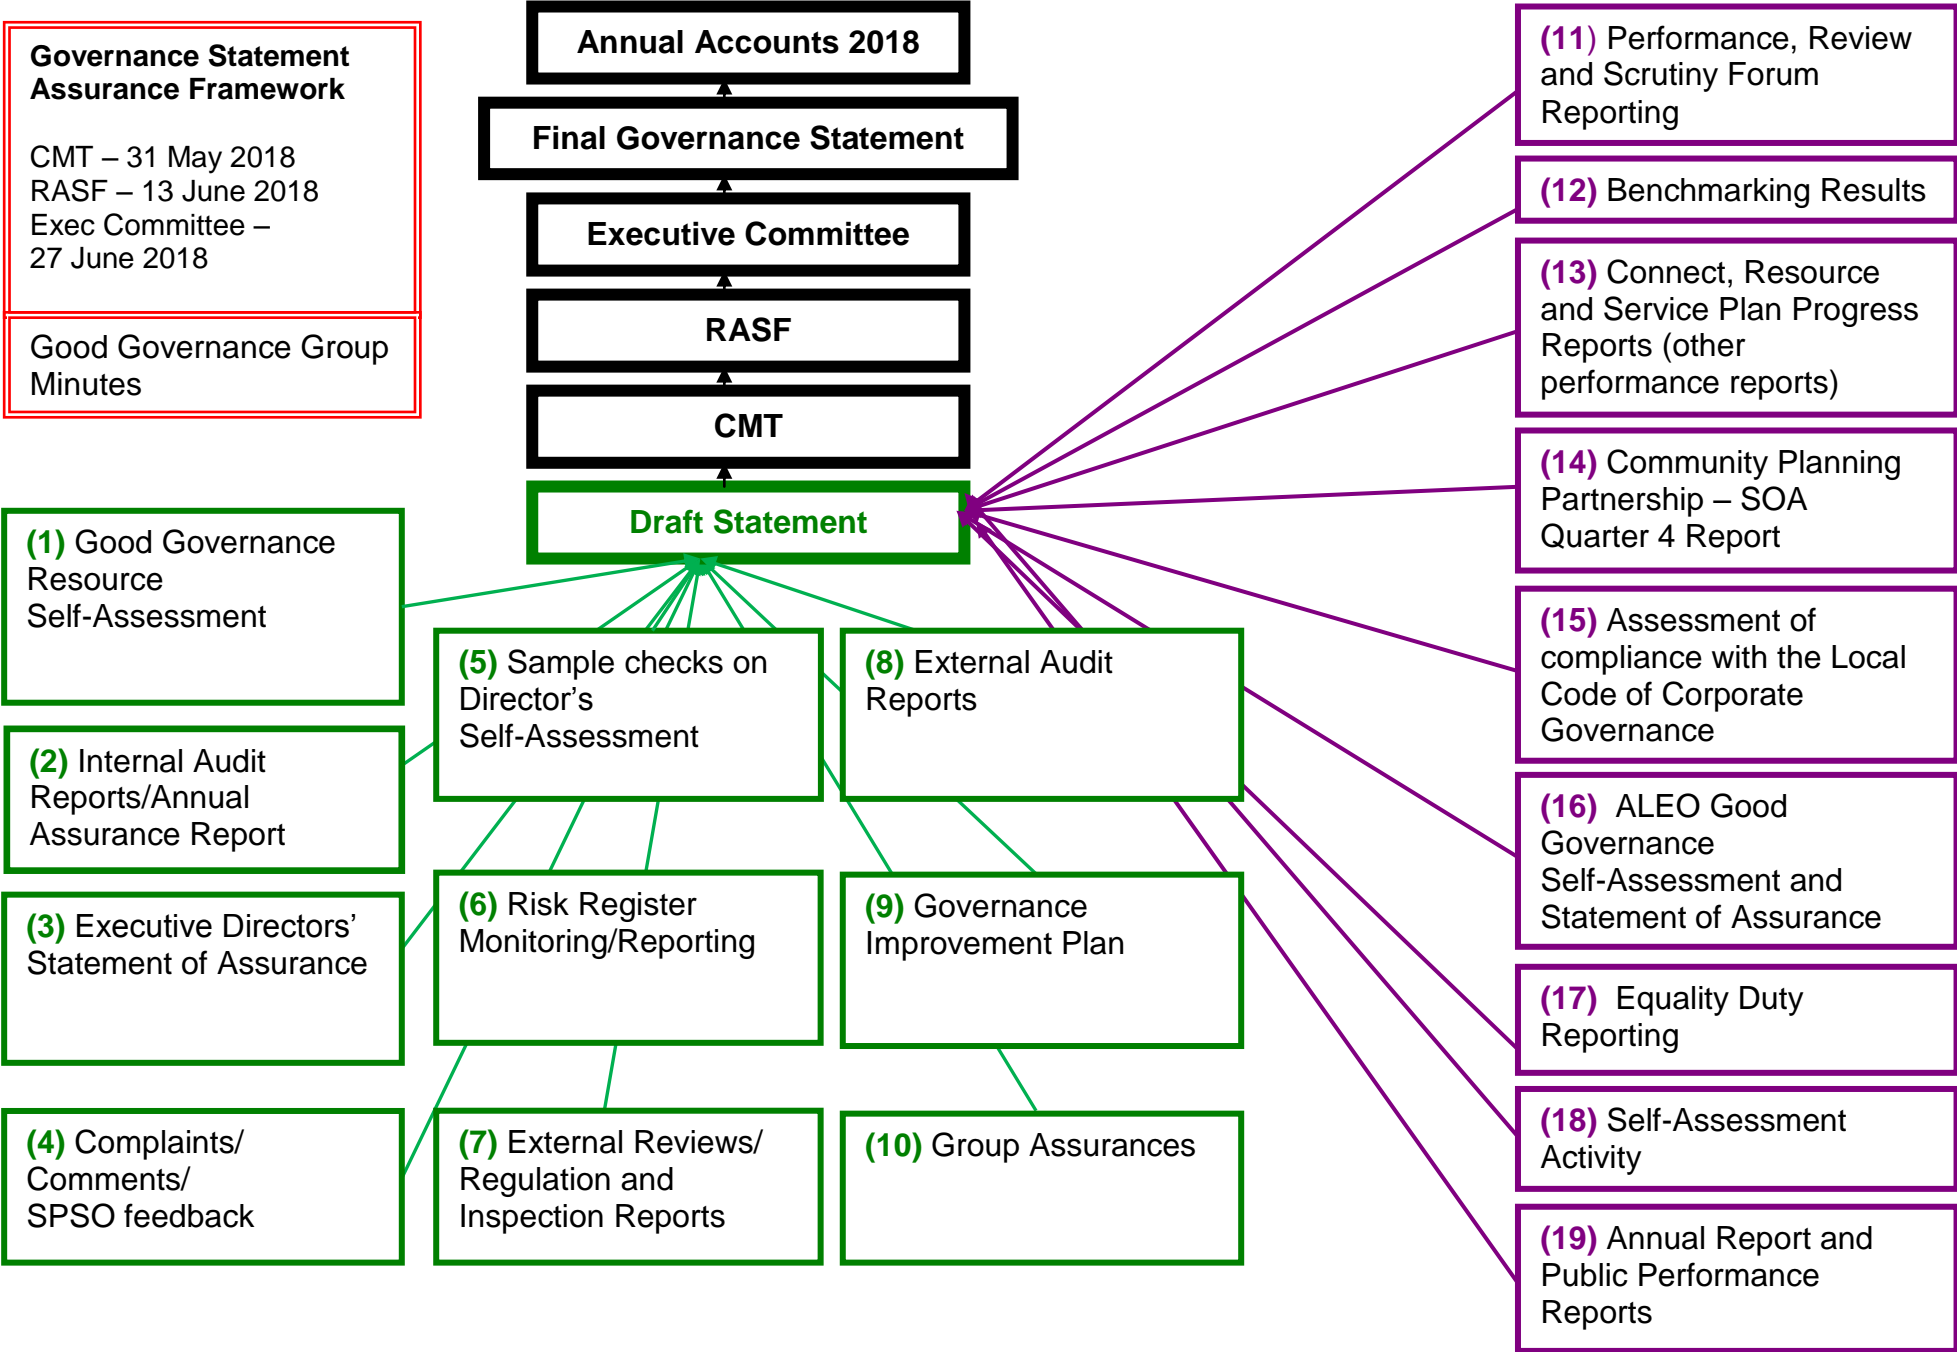 Governance Statement
Assurance Framework
CMT – 31 May 2018
RASF – 13 June 2018
Exec Committee –
27 June 2018
Good Governance Group
Minutes
Annual Accounts 2018
Final Governance Statement
Executive Committee
RASF
CMT
Draft Statement
(1) Good Governance
Resource
Self-Assessment
(2) Internal Audit
Reports/Annual
Assurance Report
(3) Executive Directors’
Statement of Assurance
(4) Complaints/
Comments/
SPSO feedback
(5) Sample checks on
Director’s
Self-Assessment
(6) Risk Register
Monitoring/Reporting
(7) External Reviews/
Regulation and
Inspection Reports
(8) External Audit
Reports
(9) Governance
Improvement Plan
(10) Group Assurances
(11) Performance, Review
and Scrutiny Forum
Reporting
(12) Benchmarking Results
(13) Connect, Resource
and Service Plan Progress
Reports (other
performance reports)
(14) Community Planning
Partnership – SOA
Quarter 4 Report
(15) Assessment of
compliance with the Local
Code of Corporate
Governance
(16) ALEO Good
Governance
Self-Assessment and
Statement of Assurance
(17) Equality Duty
Reporting
(18) Self-Assessment
Activity
(19) Annual Report and
Public Performance
Reports